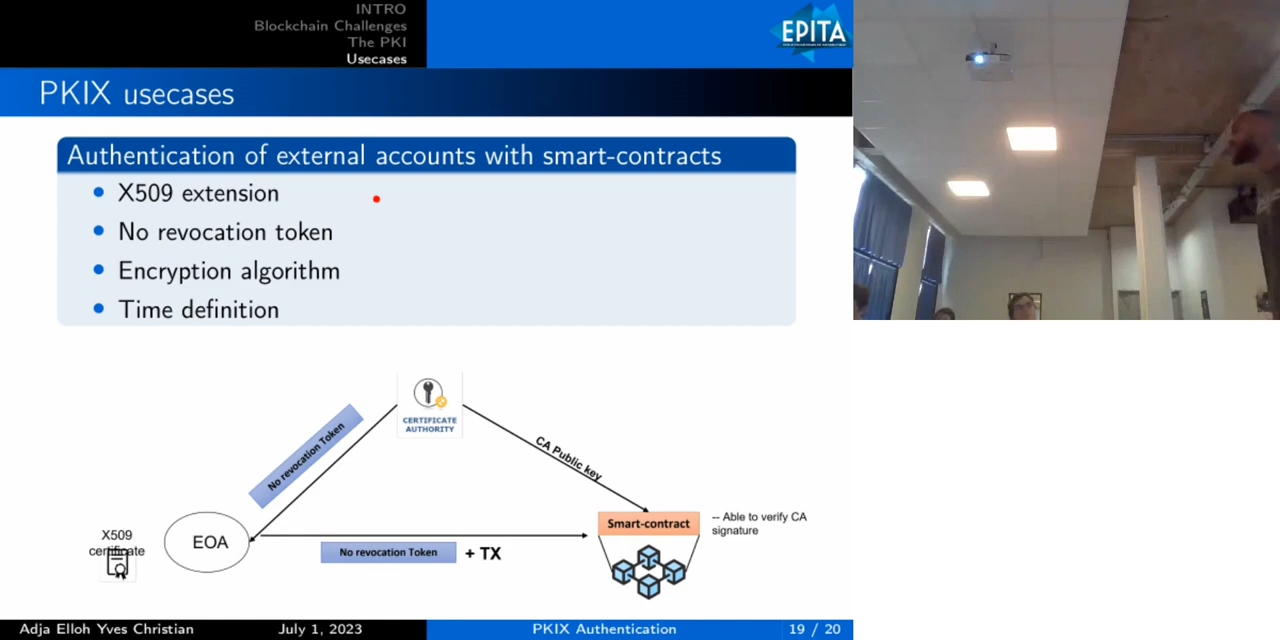 INTRO
Blockchain Challenges
The PKI
Usecases
EPITA
PKIX usecases
Authentication of external accounts with smart-contracts
X509 extension
No revocation token
Encryption algorithm
Time definition
CERTIFICATE
AUTHORITY
No revocation Token
CA Public key
X509
certificate
EOA
No revocation Token + TX
Smart-contract
-- Able to verify CA
signature
Adja Elloh Yves Christian July 1, 2023 PKIX Authentication 19 / 20